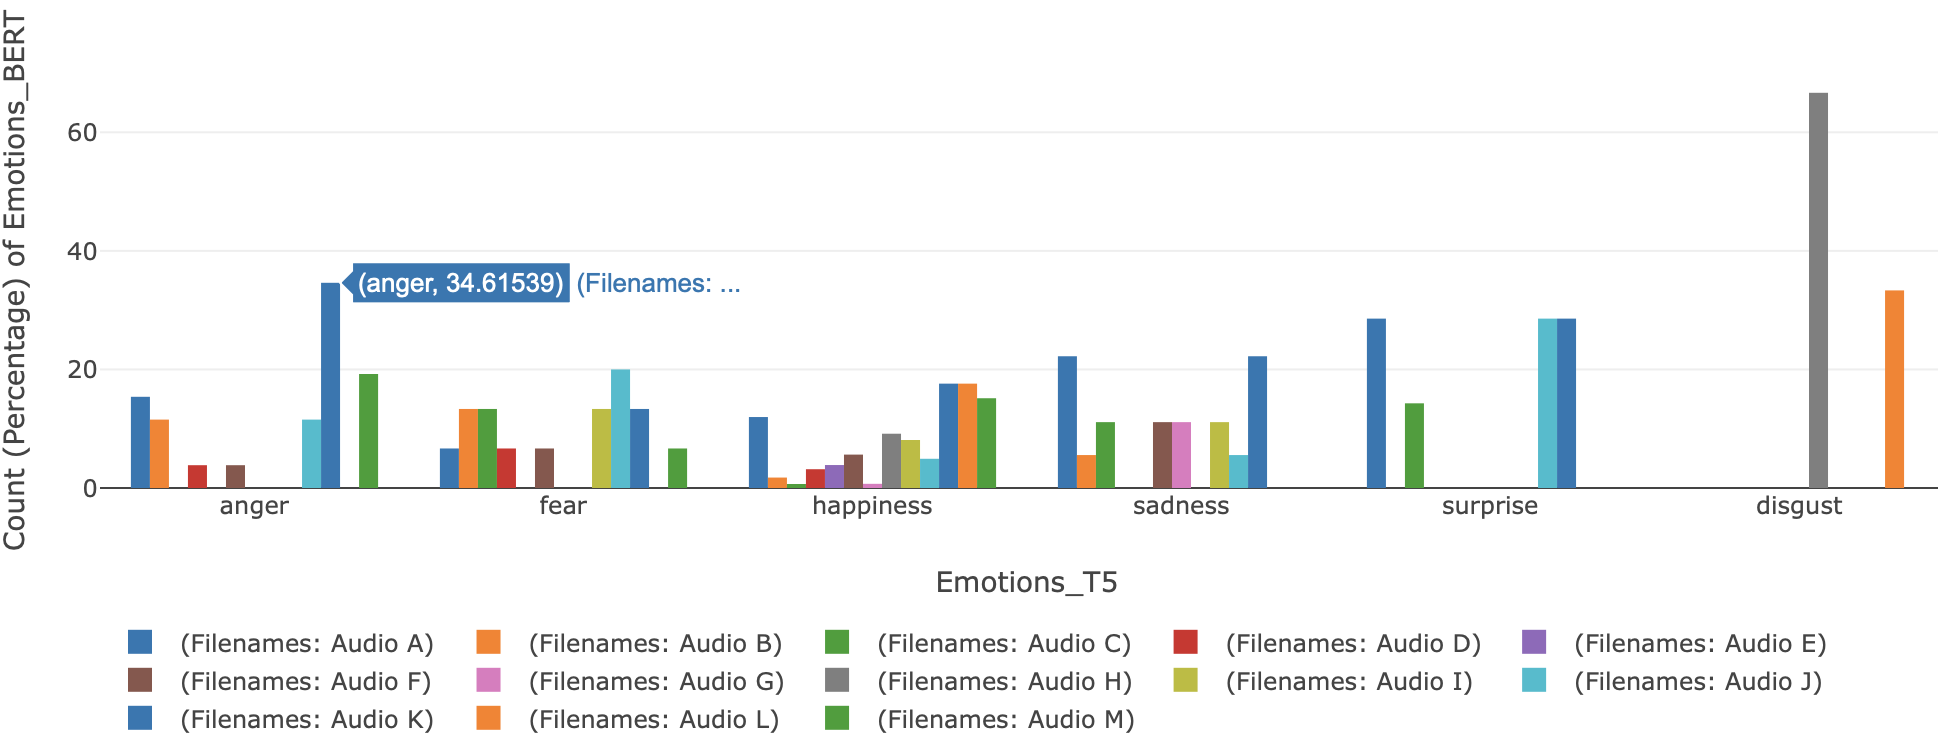 Count (Percentage) of Emotions_BERT
60
40
20
0
(anger, 34.61539) (Filenames: ...
anger fear happiness sadness surprise disgust
Emotions_T5
(Filenames: Audio A) (Filenames: Audio B) (Filenames: Audio C) (Filenames: Audio D) (Filenames: Audio E)
(Filenames: Audio F) (Filenames: Audio G) (Filenames: Audio H) (Filenames: Audio I) (Filenames: Audio J)
(Filenames: Audio K) (Filenames: Audio L) (Filenames: Audio M)